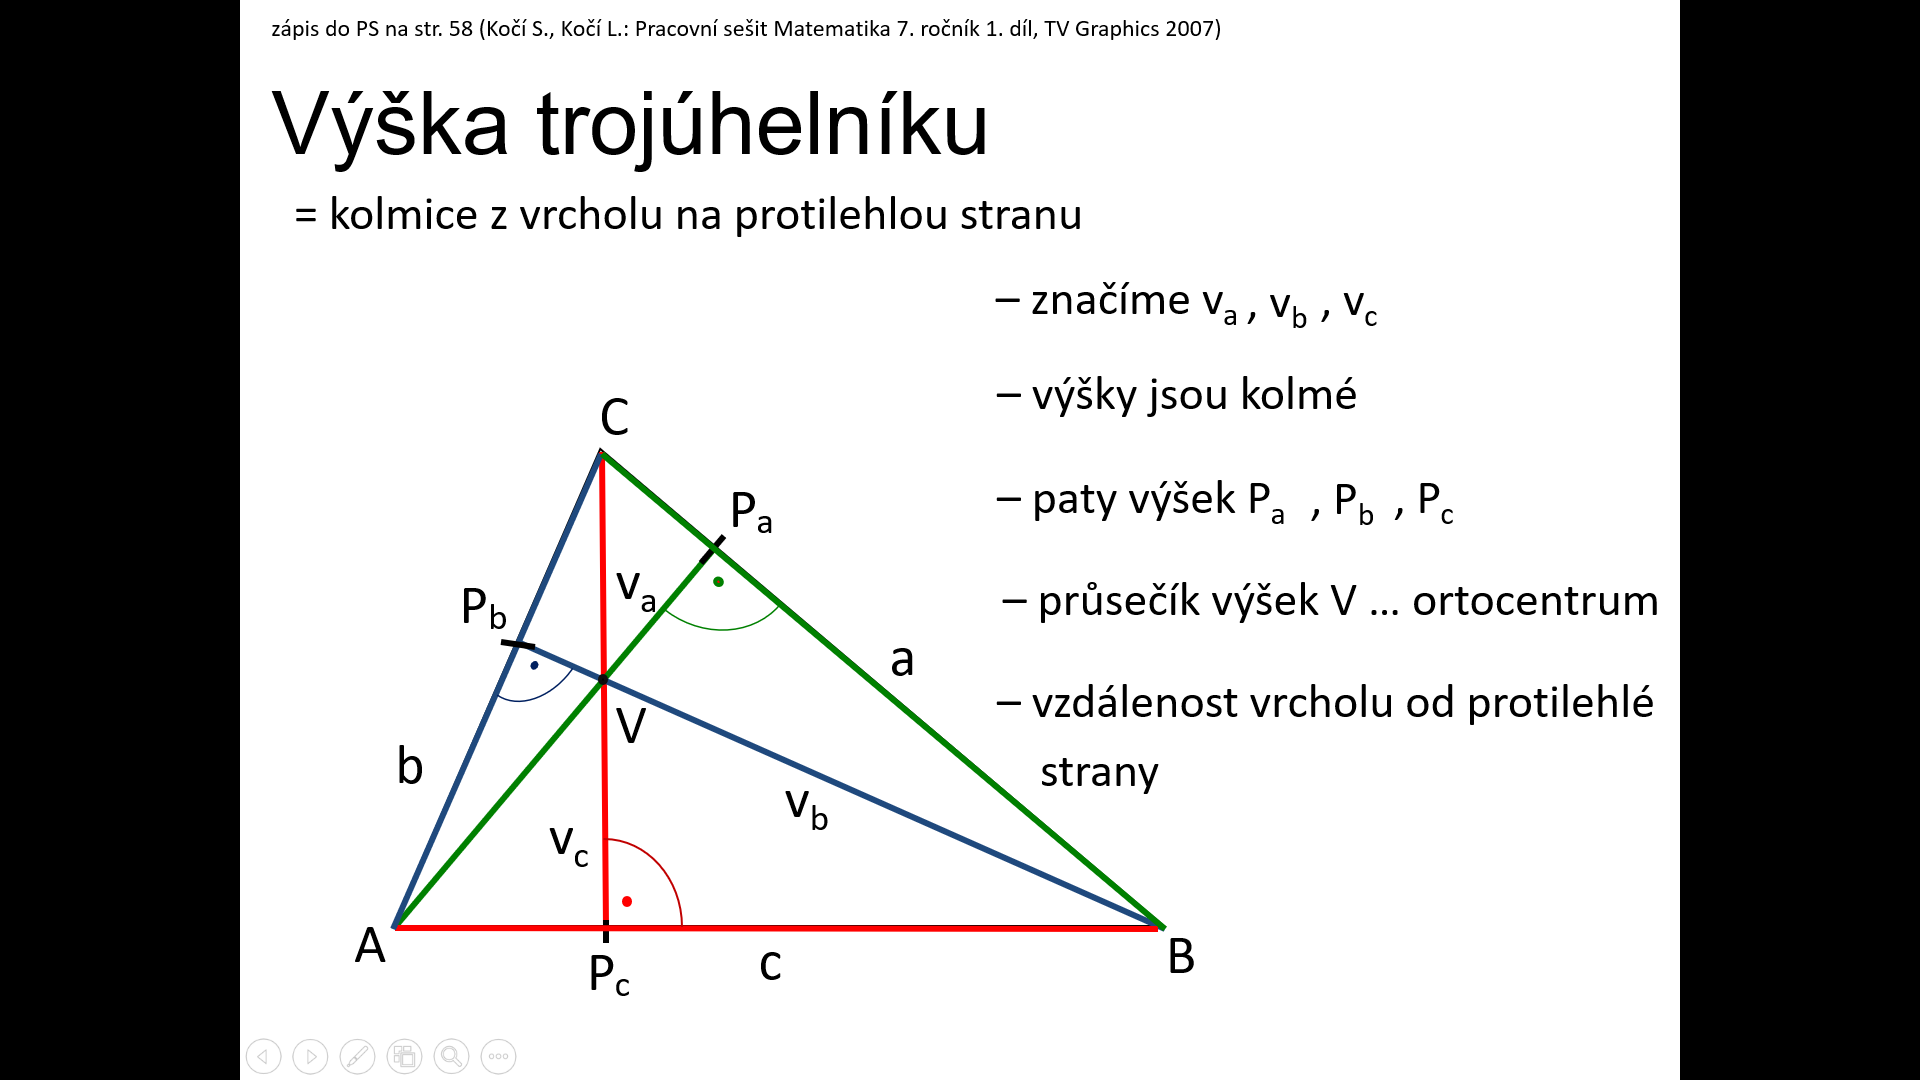 zápis do PS na str. 58 (Kočí S., Kočí L.: Pracovní sešit Matematika 7. ročník 1. díl, TV Graphics 2007)
Výška trojúhelníku
= kolmice z vrcholu na protilehlou stranu
– značíme va , vb , vc
– výšky jsou kolmé
– paty výšek Pa , Pb , Pc
– průsečík výšek V ... ortocentrum
– vzdálenost vrcholu od protilehlé
strany
C
Pa
va
Pb
a
V
b
vb
vc
A
B
Pc
c